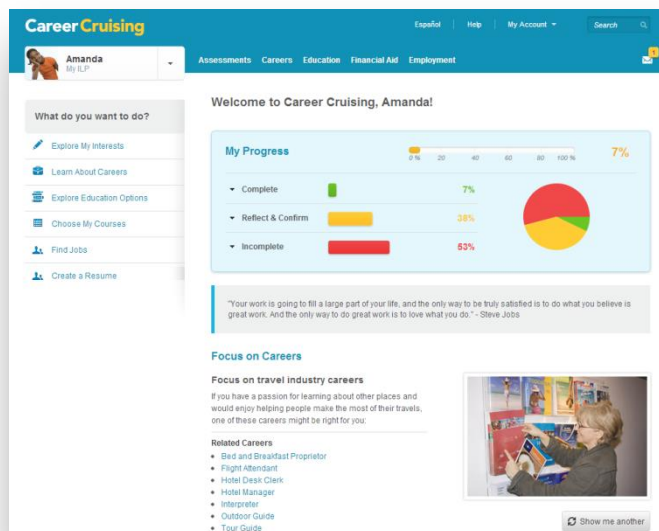 Career Cruising
Español
Help
My Account
Search
Amanda
My ILP
Assessments Careers Education Financial Aid Employment
1
What do you want to do?
Explore My Interests
Learn About Careers
Explore Education Options
Choose My Courses
Find Jobs
Create a Resume
Welcome to Career Cruising, Amanda!
My Progress
0 % 20 40 60 80 100 %
7%
Complete 7%
Reflect & Confirm 38%
Incomplete 53%
"Your work is going to fill a large part of your life, and the only way to be truly satisfied is to do what you believe is
great work. And the only way to do great work is to love what you do." - Steve Jobs
Focus on Careers
Focus on travel industry careers
If you have a passion for learning about other places and
would enjoy helping people make the most of their travels,
one of these careers might be right for you:
Related Careers
Bed and Breakfast Proprietor
Flight Attendant
Hotel Desk Clerk
Hotel Manager
Interpreter
Outdoor Guide
Tour Guide
Show me another